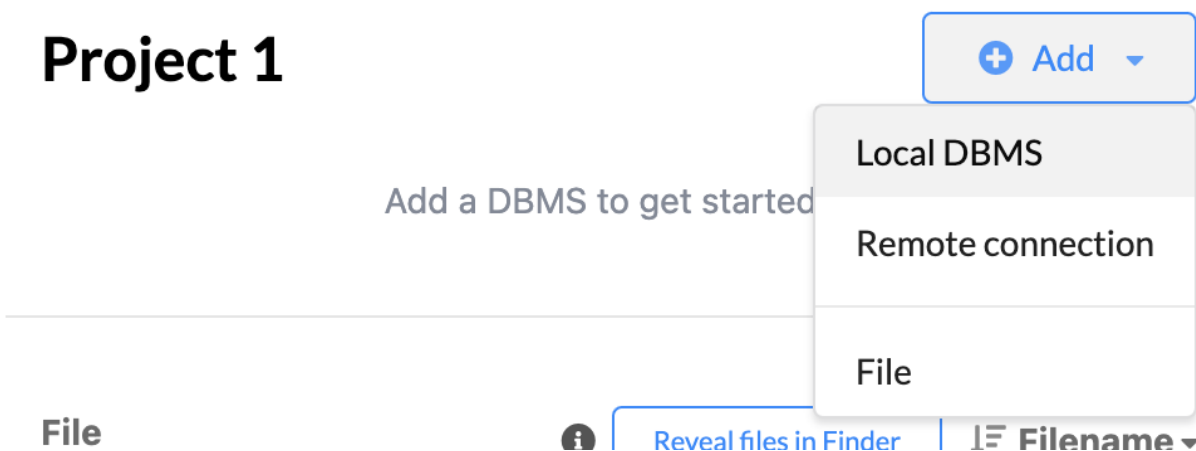 Project 1
Add
Local DBMS
Add a DBMS to get started
Remote connection
File
File
Reveal files in Finder
Filename